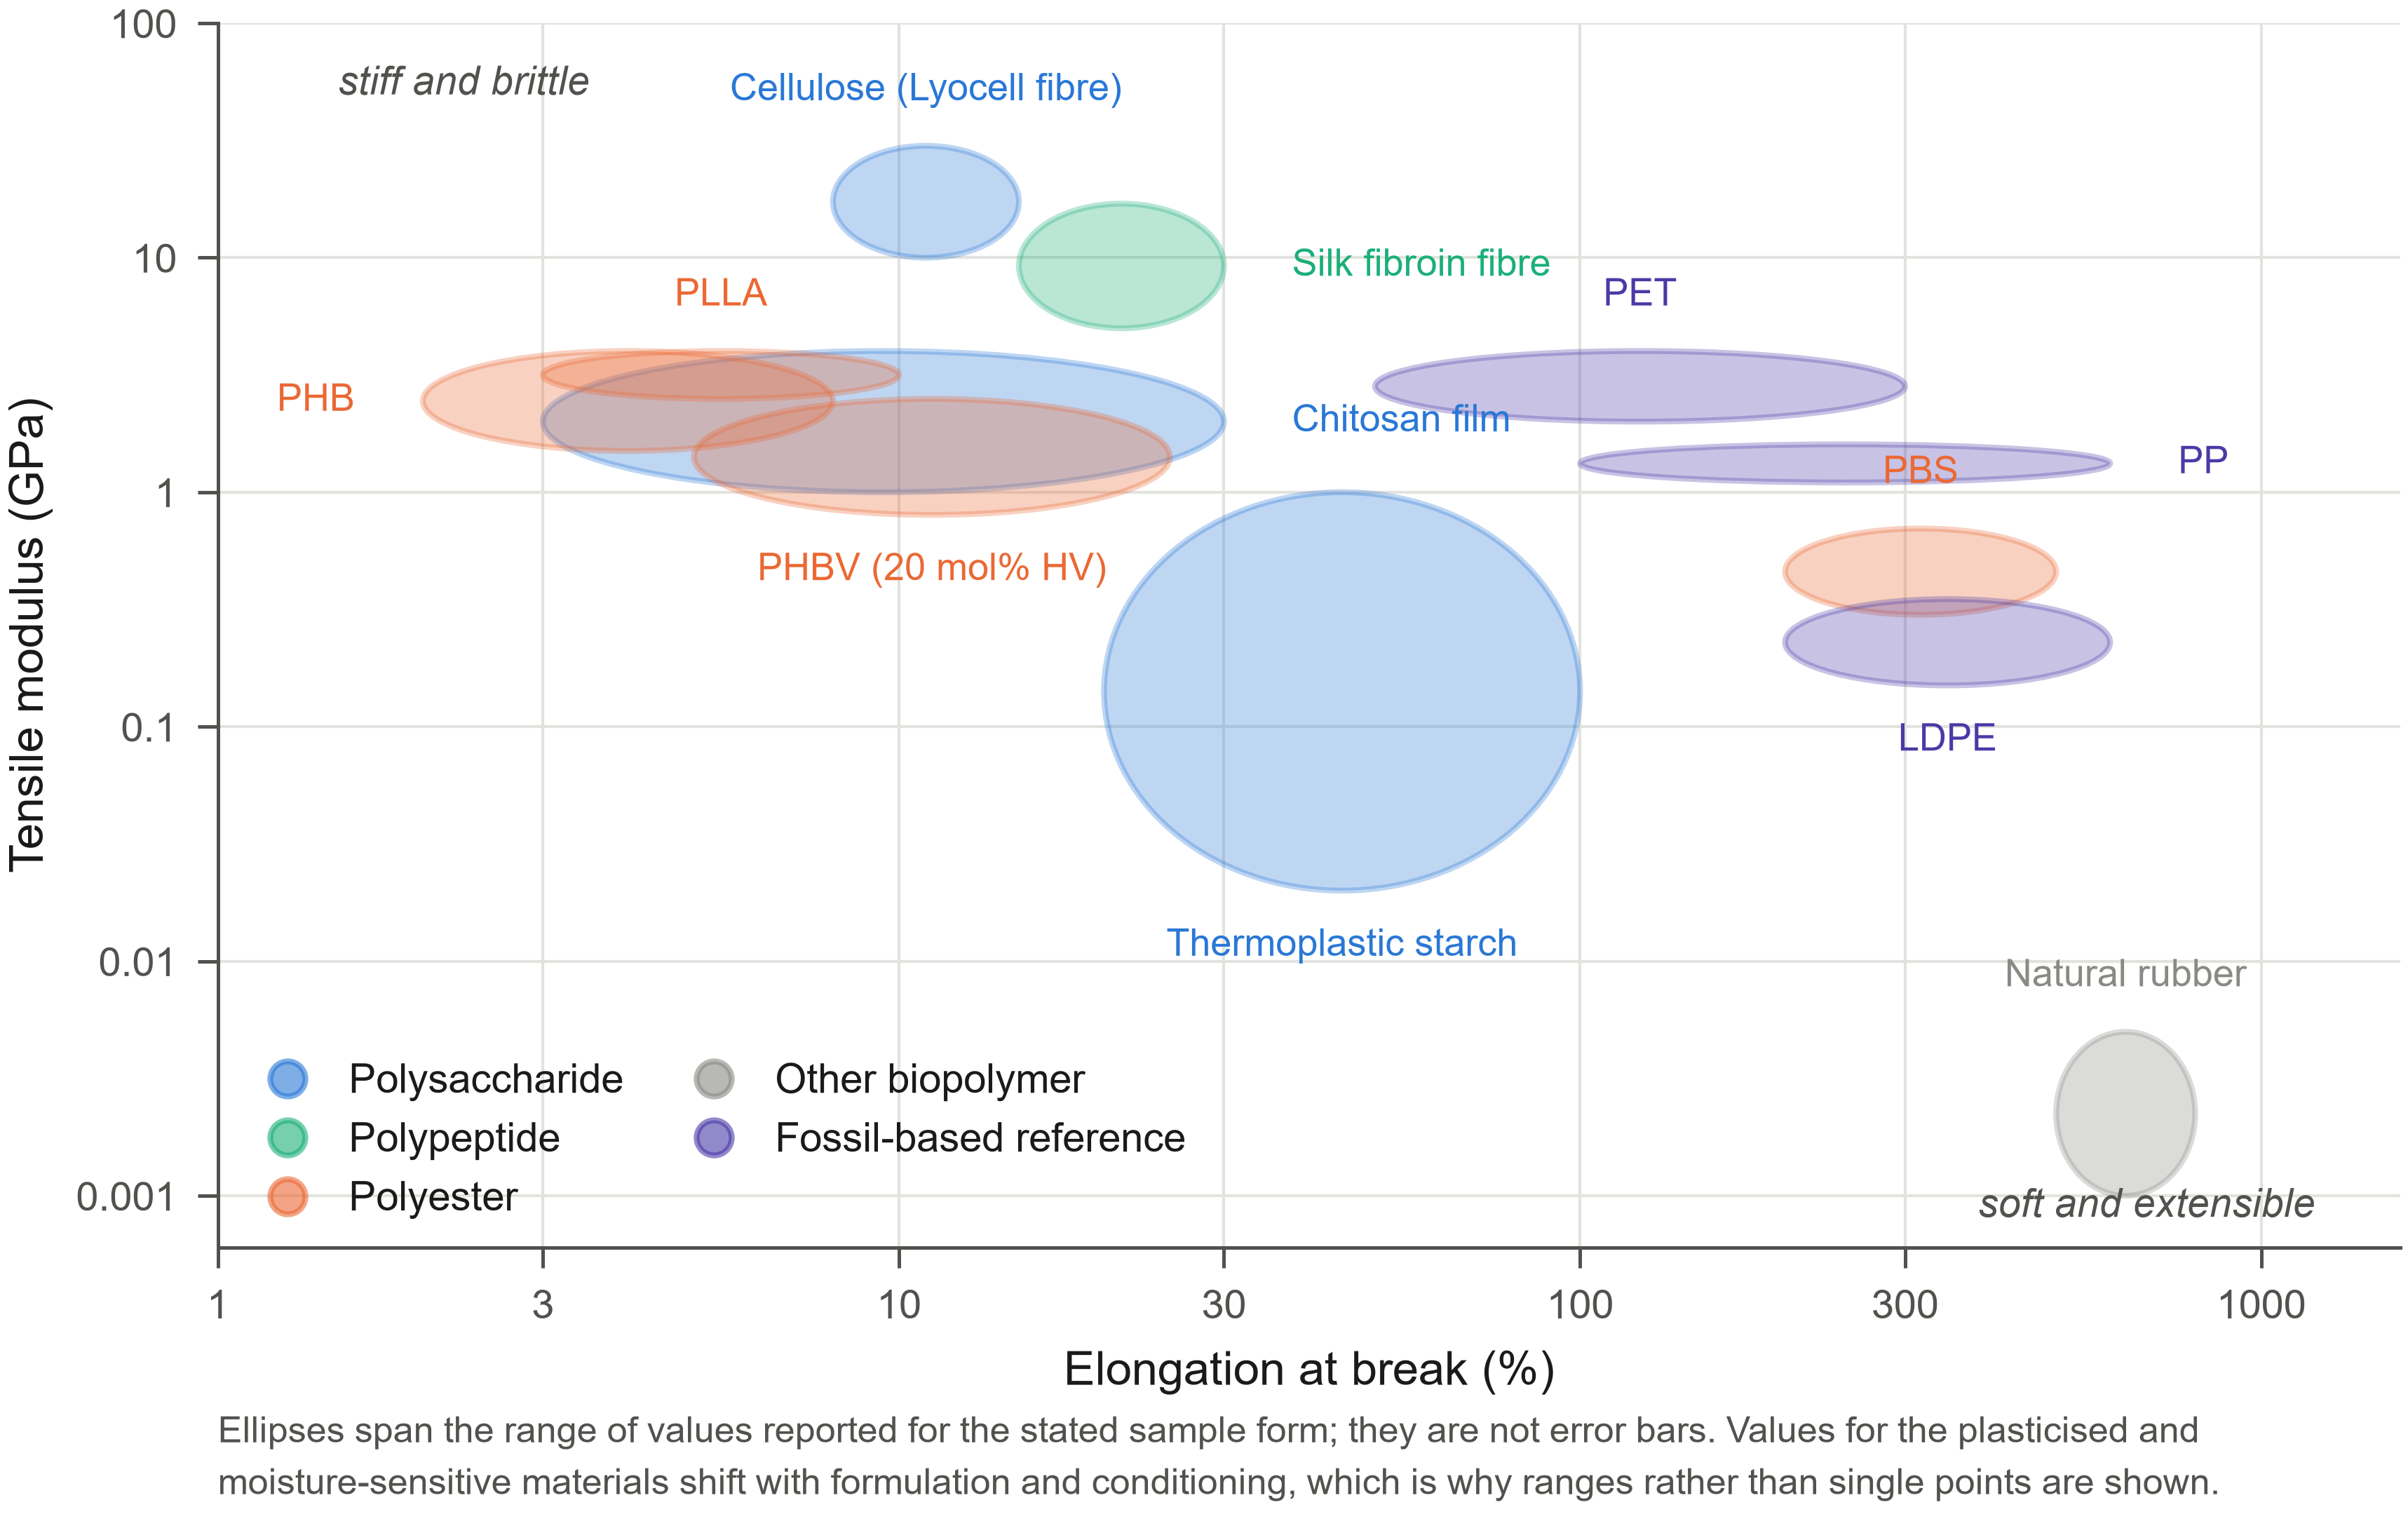 100
stiff and brittle
Cellulose (Lyocell fibre)
10
Silk fibroin fibre
PLLA
PET
PHB
Chitosan film
PP
PBS
1
PHBV (20 mol% HV)
0.1
LDPE
Thermoplastic starch
0.01
Natural rubber
Tensile modulus (GPa)
Polysaccharide
Other biopolymer
Polypeptide
Fossil-based reference
Polyester
0.001
soft and extensible
1 3 10 30 100 300 1000
Elongation at break (%)
Ellipses span the range of values reported for the stated sample form; they are not error bars. Values for the plasticised and
moisture-sensitive materials shift with formulation and conditioning, which is why ranges rather than single points are shown.